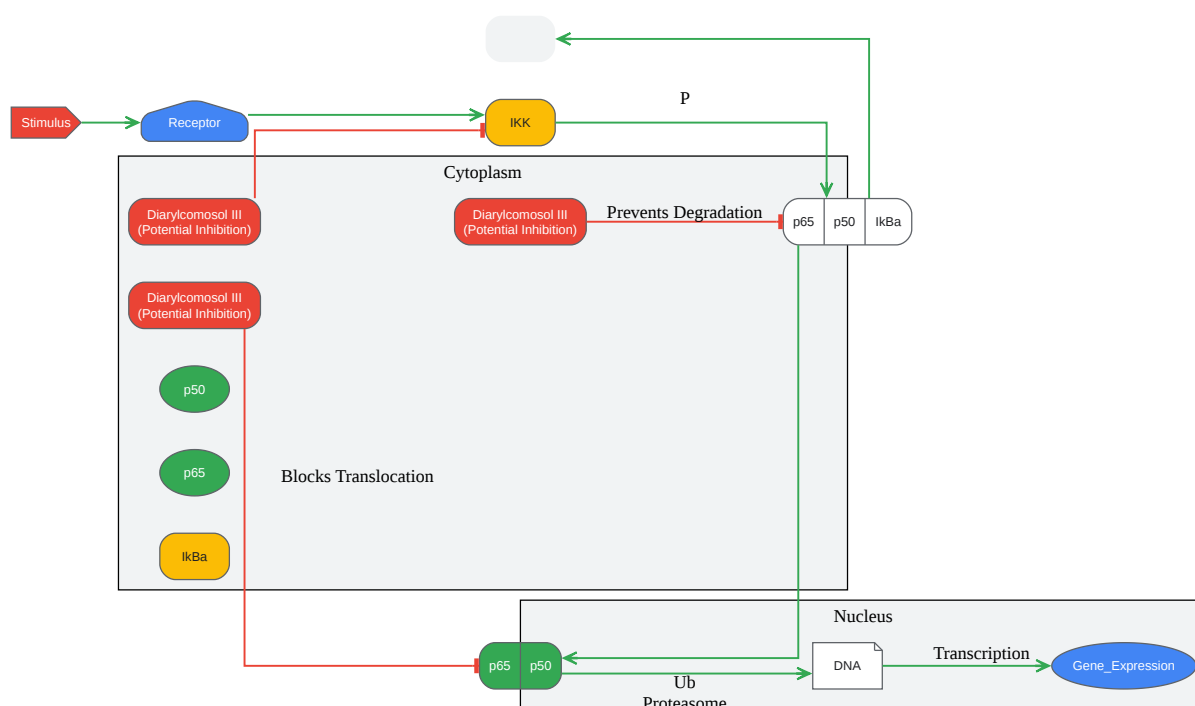 P
Stimulus
Receptor
IKK
Cytoplasm
Diarylcomosol III
(Potential Inhibition)
Diarylcomosol III
(Potential Inhibition)
Prevents Degradation
p65
p50
IkBa
Diarylcomosol III
(Potential Inhibition)
p50
p65
Blocks Translocation
IkBa
Nucleus
p65
p50
DNA
Transcription
Gene_Expression
Ub
Proteasome